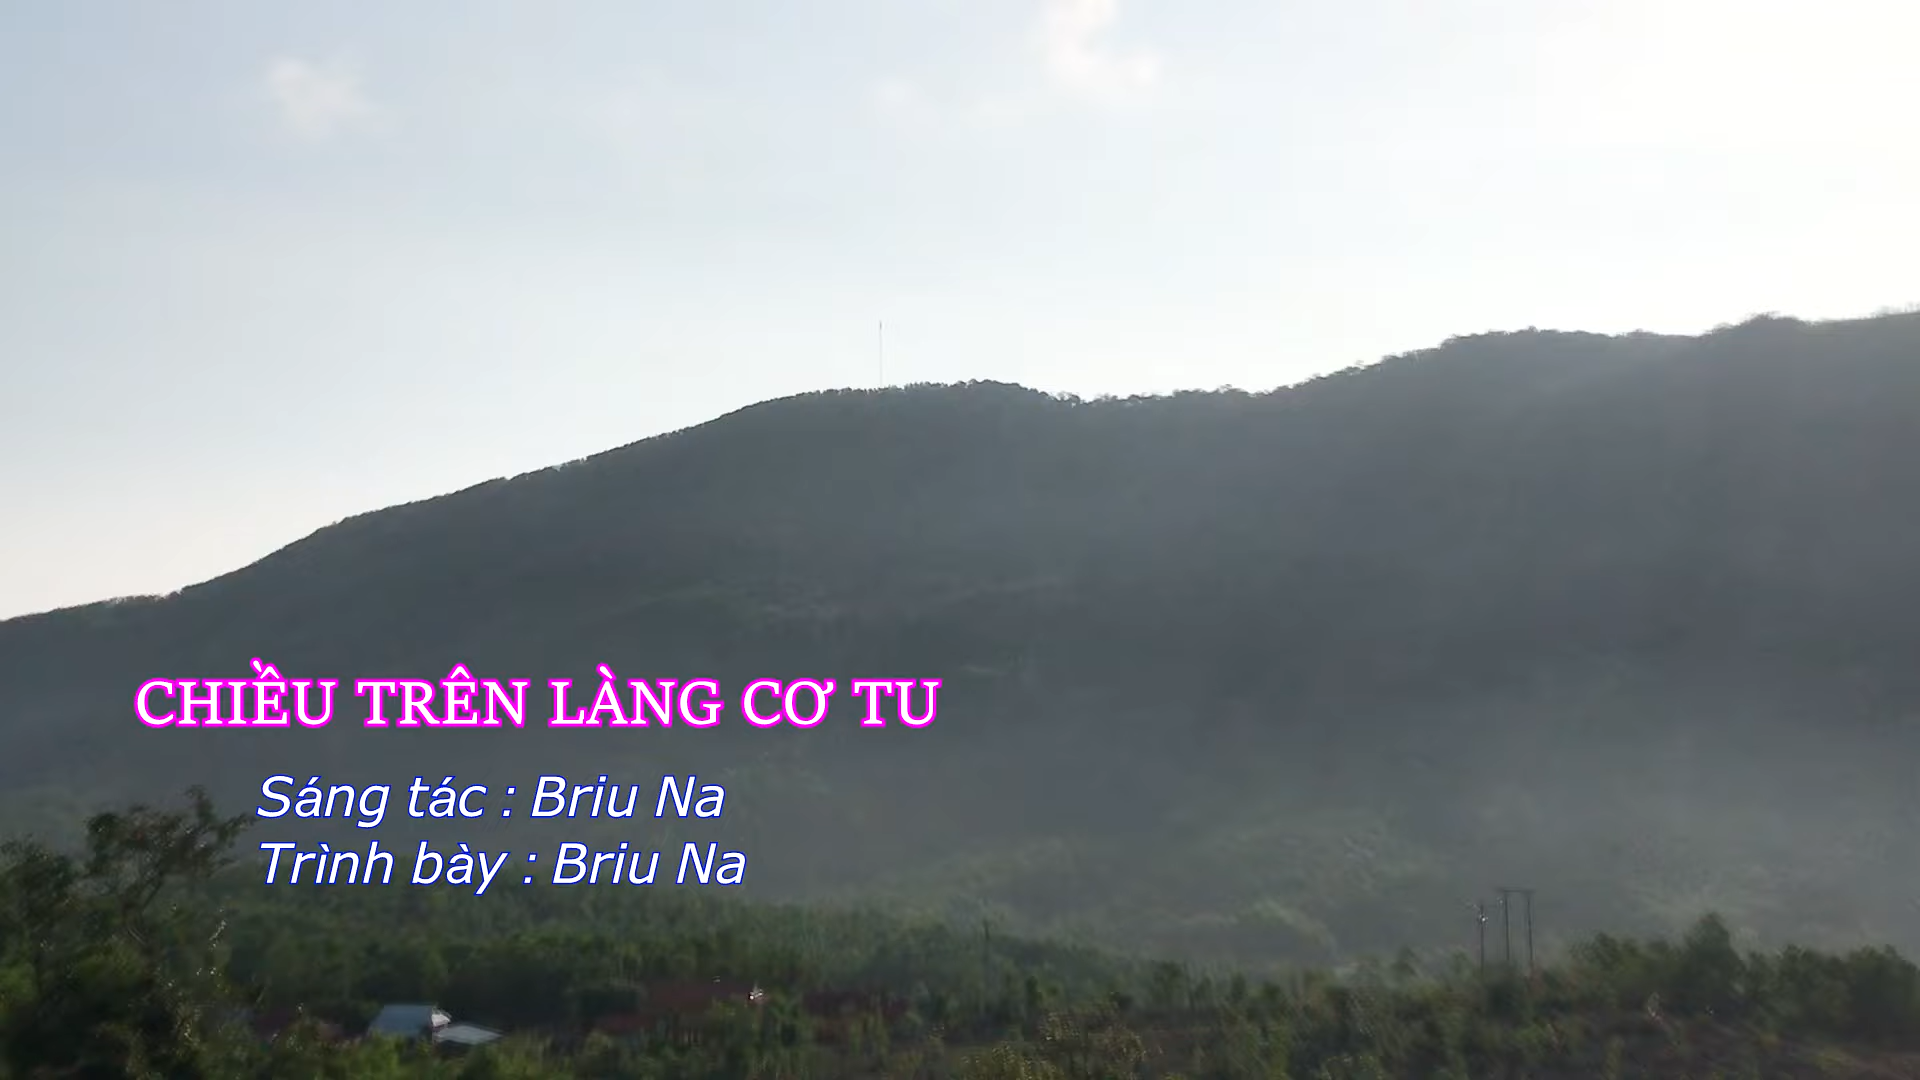 CHIỀU TRÊN LÀNG CƠ TU
Sáng tác : Briu Na
Trình bày : Briu Na